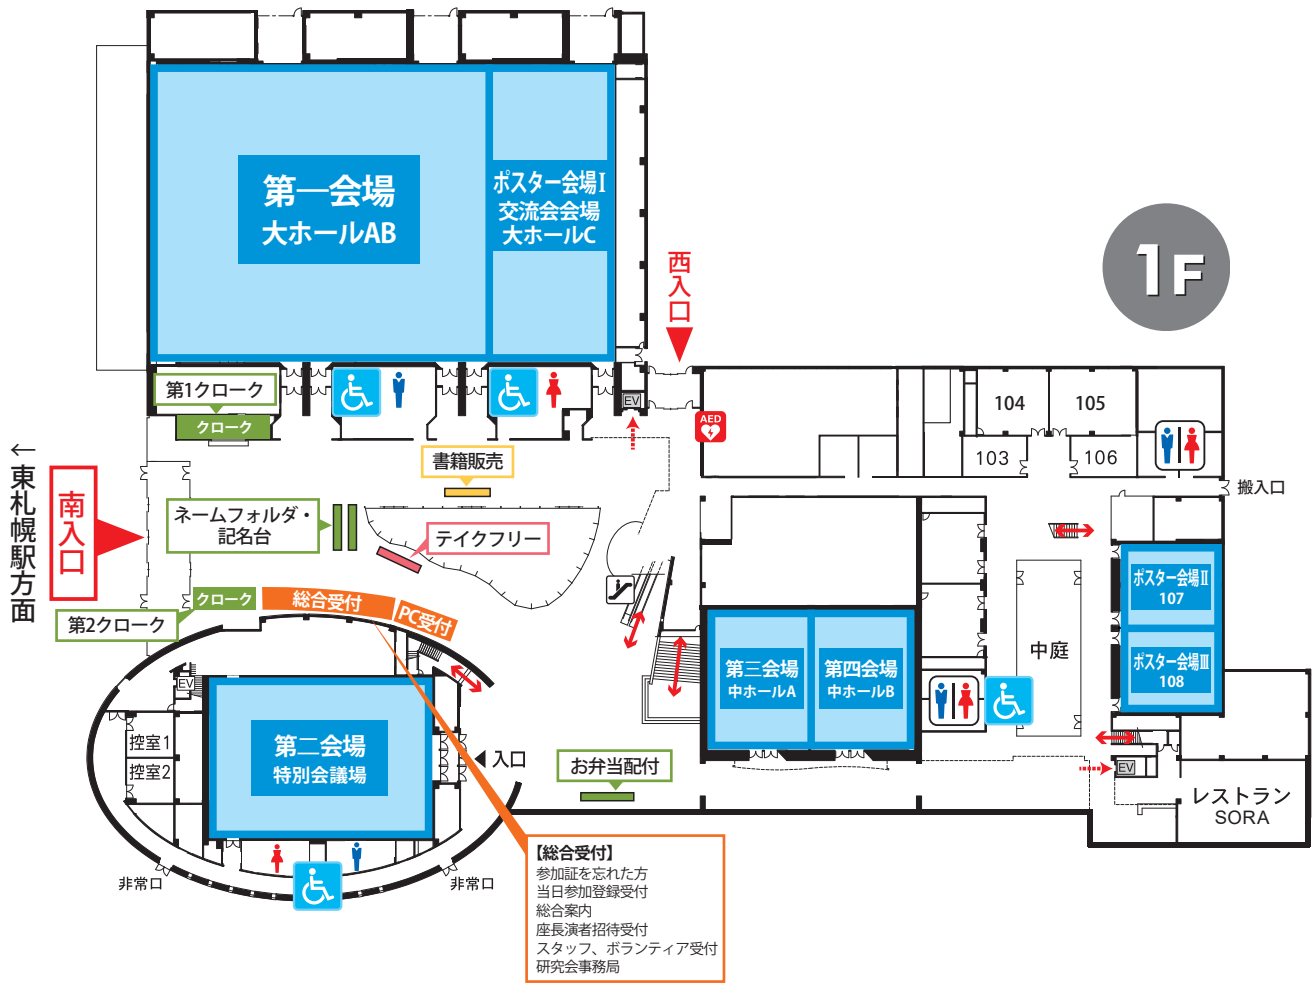 第一会場
大ホールAB
ポスター会場Ⅰ
交流会会場
大ホールC
1F
西入口
第1クローク
クローク
EV
AED
104
105
103
106
搬入口
書籍販売
←東札幌駅方面
南入口
ネームフォルダ・
記名台
テイクフリー
クローク
総合受付
PC受付
第2クローク
ポスター会場Ⅱ
107
ポスター会場Ⅲ
108
中庭
第三会場
中ホールA
第四会場
中ホールB
EV
第二会場
特別会議場
控室1
控室2
入口
お弁当配付
EV
レストラン
SORA
非常口
非常口
【総合受付】
参加証を忘れた方
当日参加登録受付
総合案内
座長演者招待受付
スタッフ、ボランティア受付
研究会事務局